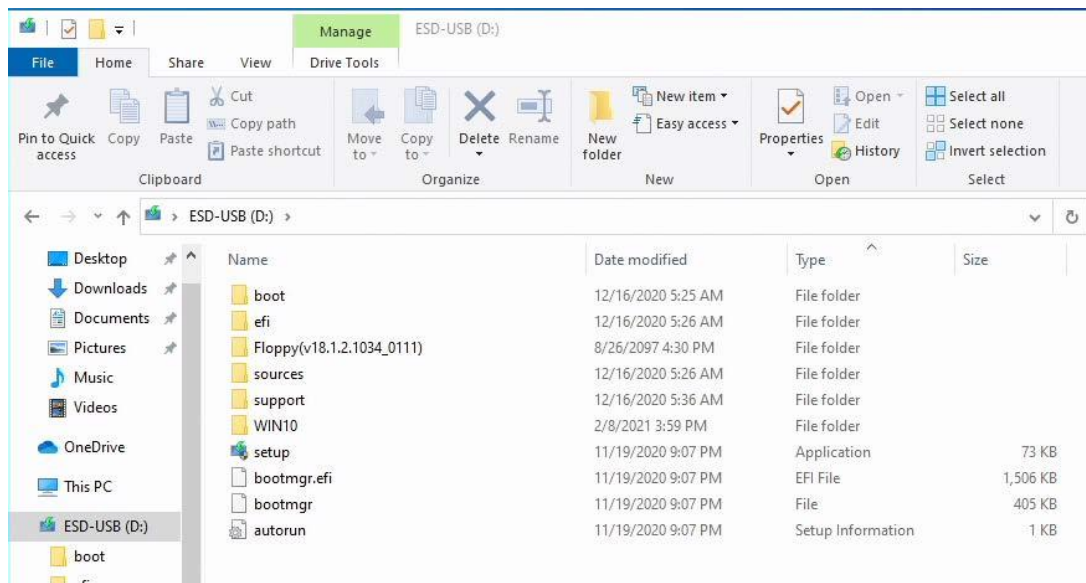 Manage ESD-USB (D:)
File Home Share View Drive Tools
Pin to Quick access
Copy
Paste
Cut
Copy path
Paste shortcut
Move to
Copy to
Delete
Rename
New folder
New item
Easy access
Properties
Open
Edit
History
Select all
Select none
Invert selection
Clipboard Organize New Open Select
ESD-USB (D:)
Desktop
Downloads
Documents
Pictures
Music
Videos
OneDrive
This PC
ESD-USB (D:)
boot
Name Date modified Type Size
boot 12/16/2020 5:25 AM File folder
efi 12/16/2020 5:26 AM File folder
Floppy(v18.1.2.1034_0111) 8/26/2097 4:30 PM File folder
sources 12/16/2020 5:26 AM File folder
support 12/16/2020 5:36 AM File folder
WIN10 2/8/2021 3:59 PM File folder
setup 11/19/2020 9:07 PM Application 73 KB
bootmgr.efi 11/19/2020 9:07 PM EFI File 1,506 KB
bootmgr 11/19/2020 9:07 PM File 405 KB
autorun 11/19/2020 9:07 PM Setup Information 1 KB